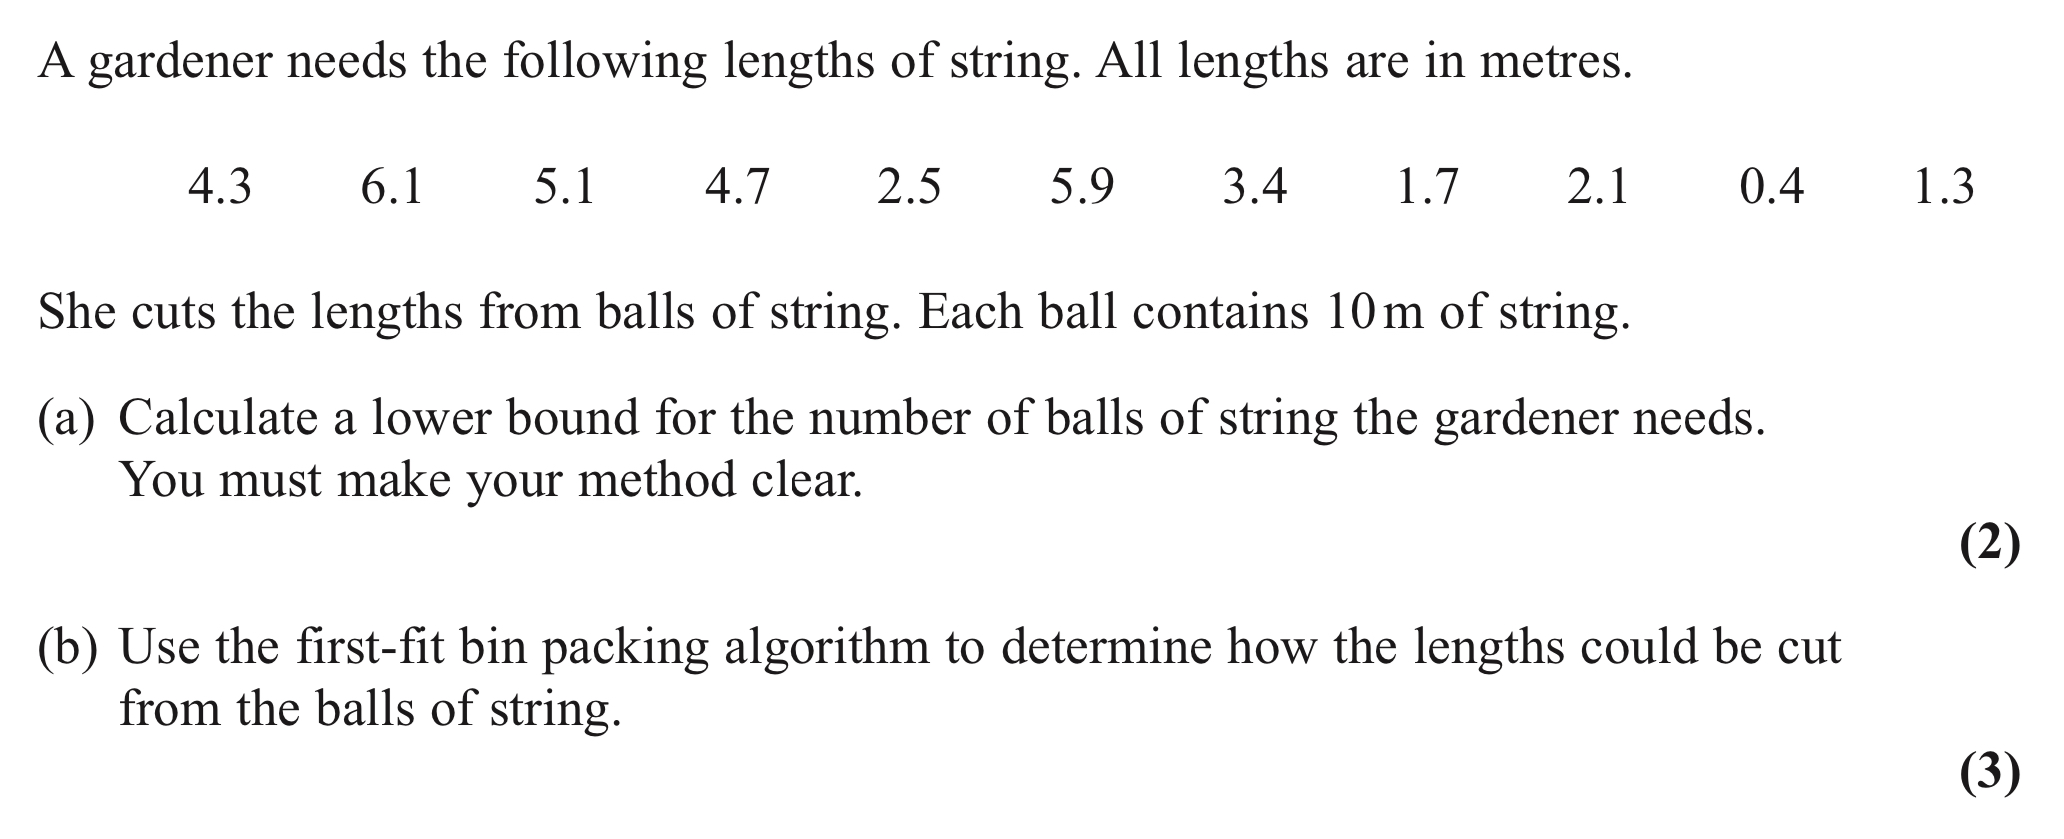 A gardener needs the following lengths of string. All lengths are in metres.
4.3 6.1 5.1 4.7 2.5 5.9 3.4 1.7 2.1 0.4 1.3
She cuts the lengths from balls of string. Each ball contains 10 m of string.
(a) Calculate a lower bound for the number of balls of string the gardener needs.
You must make your method clear.
(2)
(b) Use the first-fit bin packing algorithm to determine how the lengths could be cut
from the balls of string.
(3)